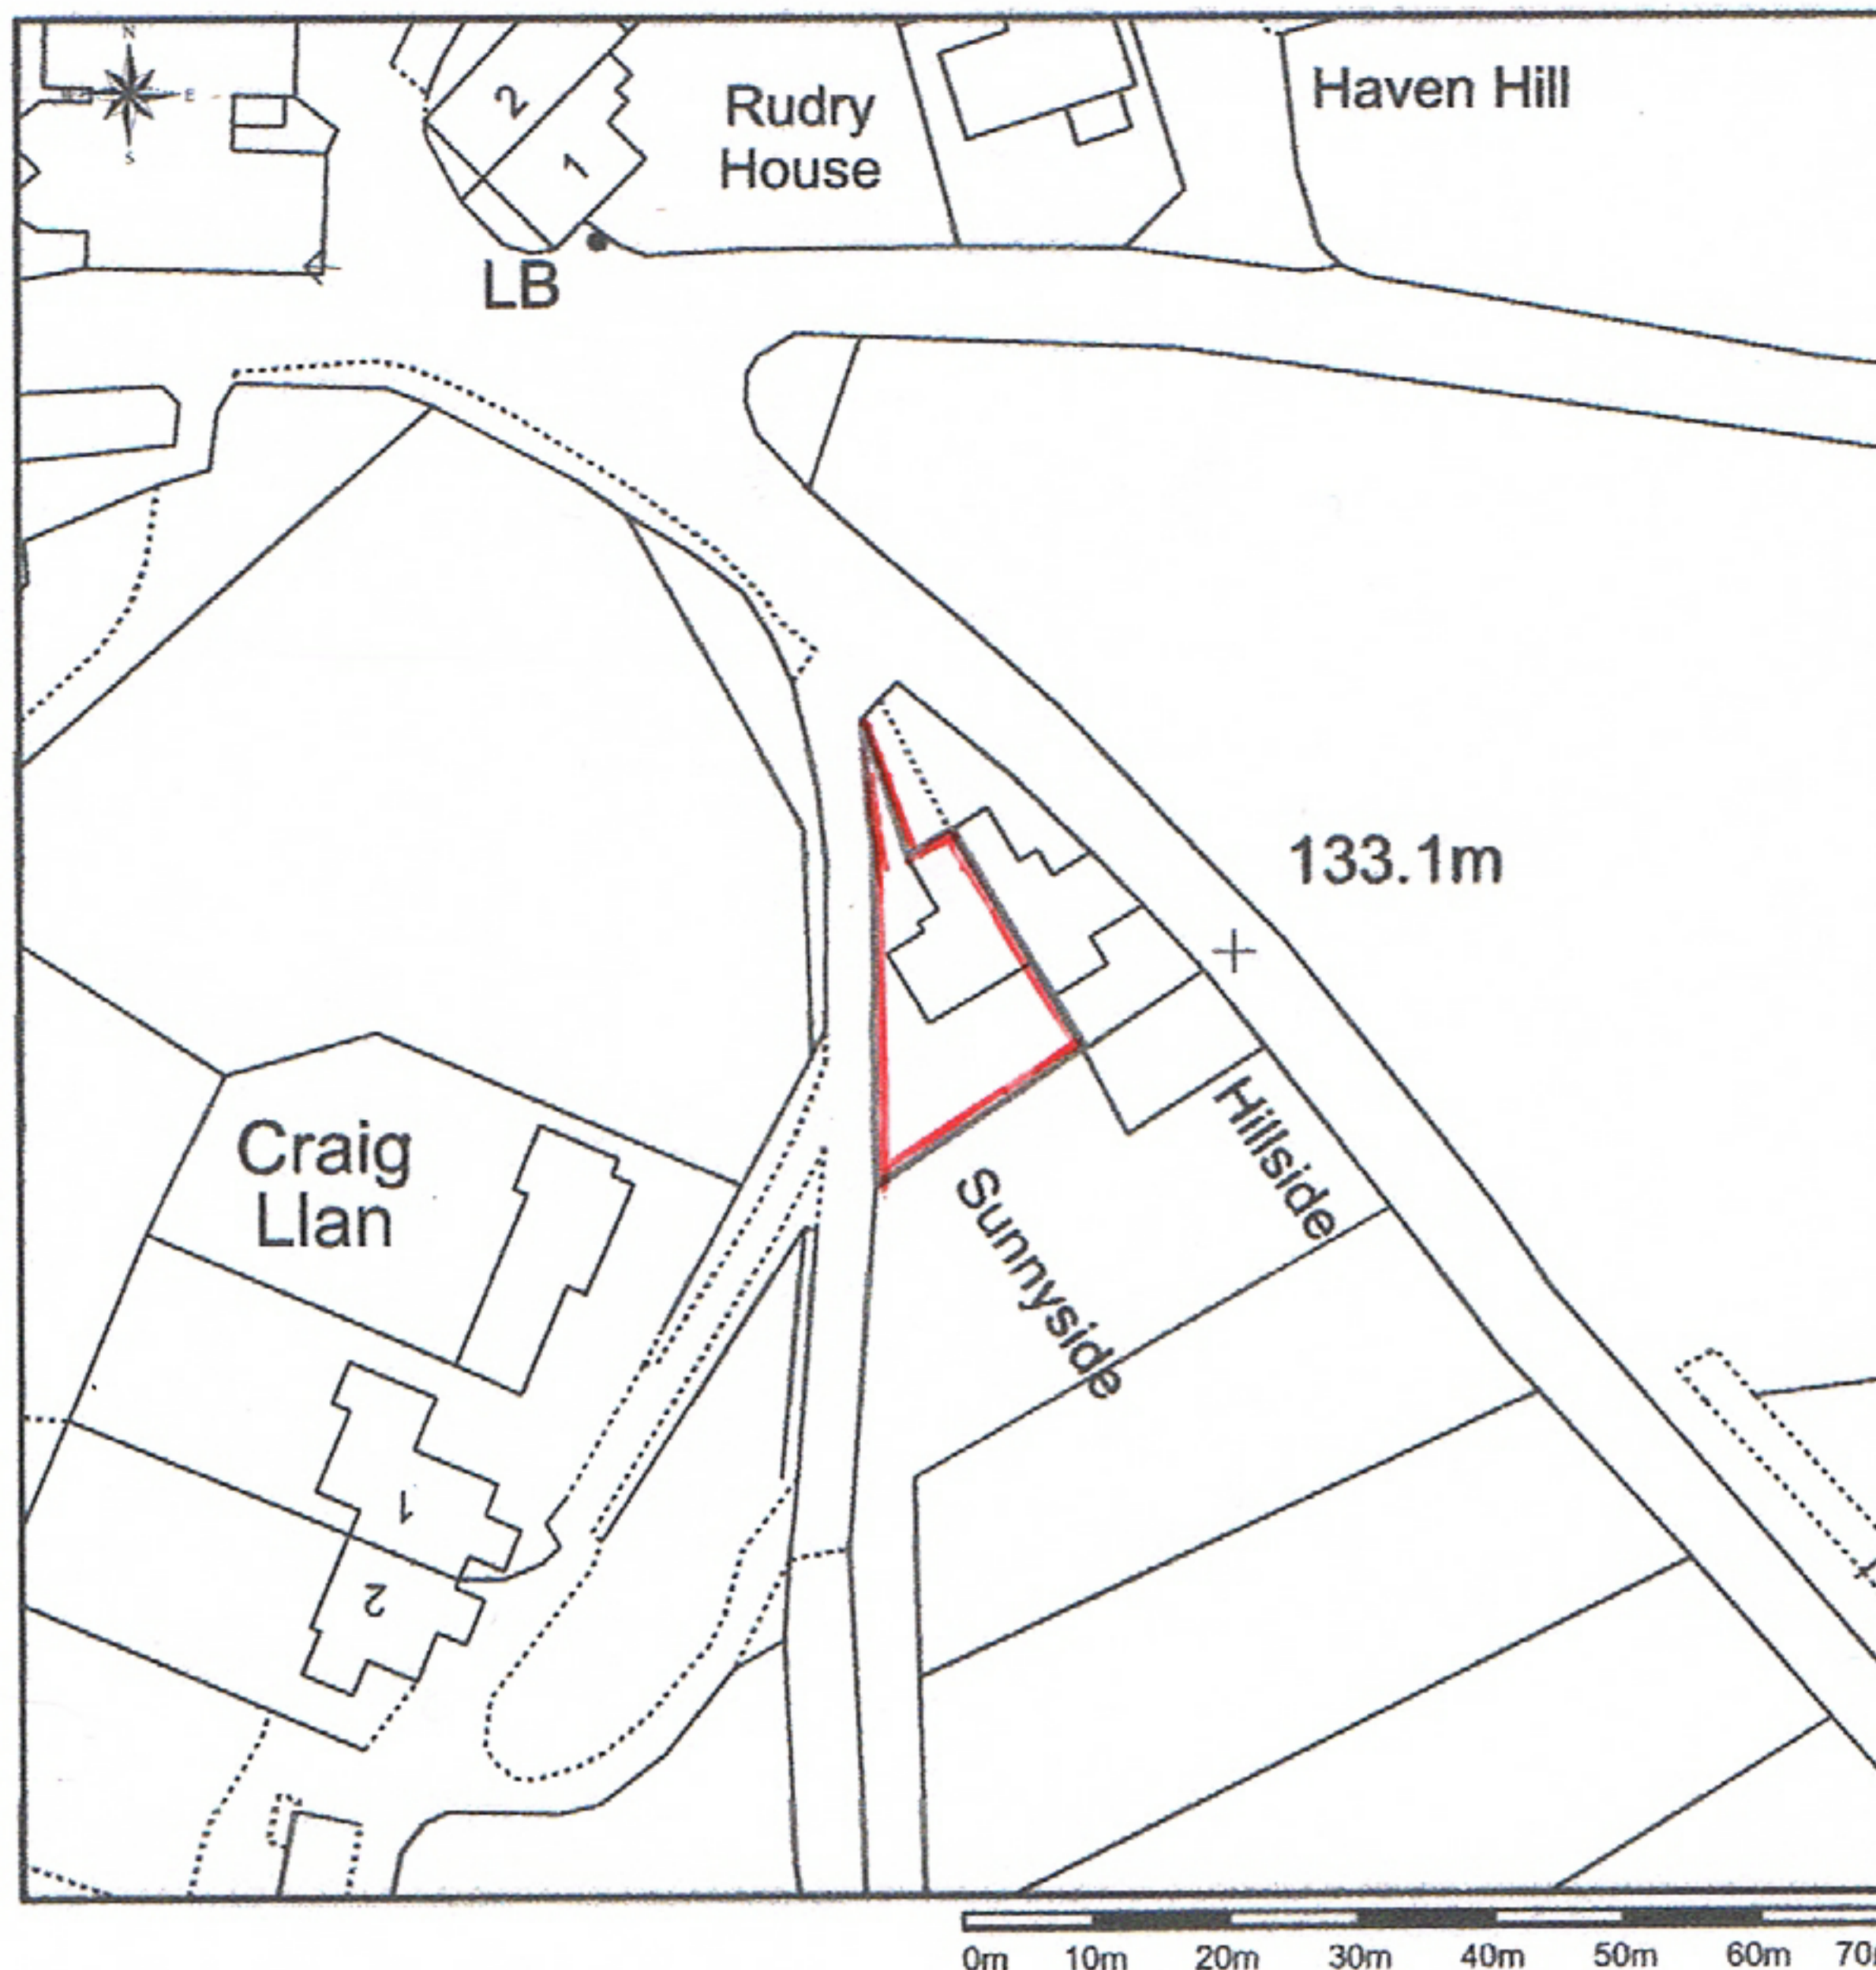 N
E
S
2
1
Rudry
House
Haven Hill
LB
133.1m
Craig
Llan
Hillside
Sunnyside
1
2
0m 10m 20m 30m 40m 50m 60m